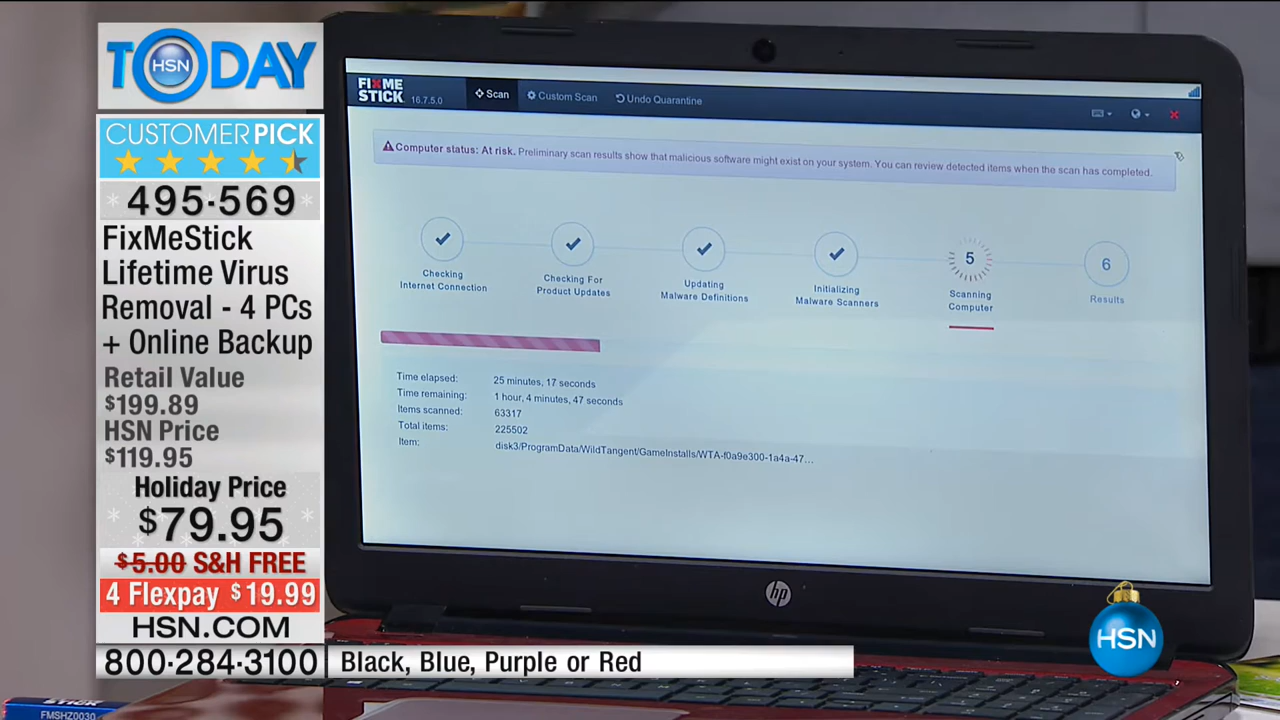 TODAY
HSN
CUSTOMER PICK
495·569
FixMeStick
Lifetime Virus
Removal - 4 PCs
+ Online Backup
Retail Value
$199.89
HSN Price
$119.95
Holiday Price
$79.95
$5.00 S&H FREE
4 Flexpay $19.99
HSN.COM
800·284·3100
Black, Blue, Purple or Red
FIXME
STICK 16.7.5.0
Scan
Custom Scan
Undo Quarantine
Computer status: At risk. Preliminary scan results show that malicious software might exist on your system. You can review detected items when the scan has completed.
Checking
Internet Connection
Checking For
Product Updates
Updating
Malware Definitions
Initializing
Malware Scanners
5
Scanning
Computer
6
Results
Time elapsed: 25 minutes, 17 seconds
Time remaining: 1 hour, 4 minutes, 47 seconds
Items scanned: 63317
Total items: 225502
Item: disk3/ProgramData/WildTangent/GameInstalls/WTA-f0a9e300-1a4a-47...
hp
HSN
STICK
FMSHZ0030